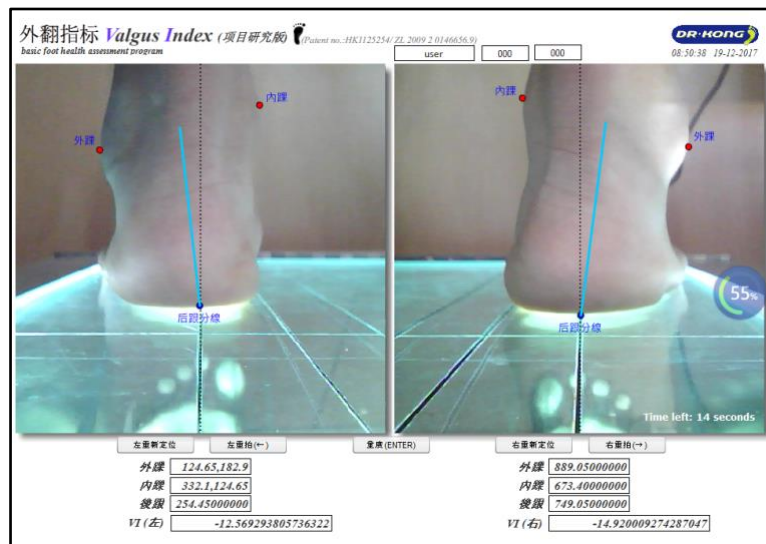 外翻指标 Valgus Index (项目研究版) (Patent no.:HK1125254/ ZL 2009 2 0146656.9)
basic foot health assessment program
user 000 000
DR·KONG
08:50:38 19-12-2017
外踝
內踝
后跟分線
內踝
外踝
后跟分線
55%
Time left: 14 seconds
左重新定位 左重拍(←) 量度(ENTER) 右重新定位 右重拍(→)
外踝 124.65,182.9
內踝 332.1,124.65
後跟 254.45000000
VI (左) -12.569293805736322
外踝 889.05000000
內踝 673.40000000
後跟 749.05000000
VI (右) -14.920009274287047